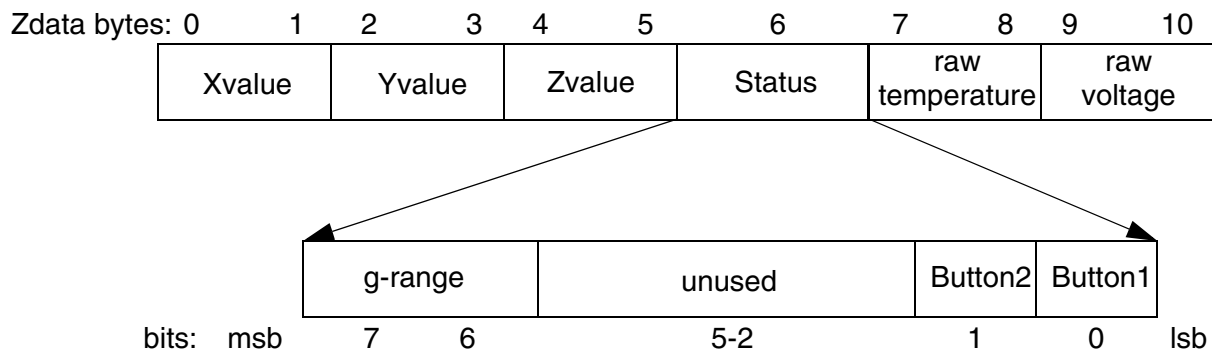 Zdata bytes: 0 1 2 3 4 5 6 7 8 9 10
Xvalue Yvalue Zvalue Status raw temperature raw voltage
g-range unused Button2 Button1
bits: msb 7 6 5-2 1 0 lsb